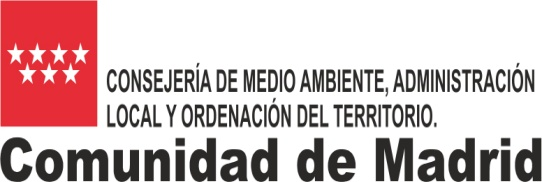 CONSEJERÍA DE MEDIO AMBIENTE, ADMINISTRACIÓN
LOCAL Y ORDENACIÓN DEL TERRITORIO.
Comunidad de Madrid